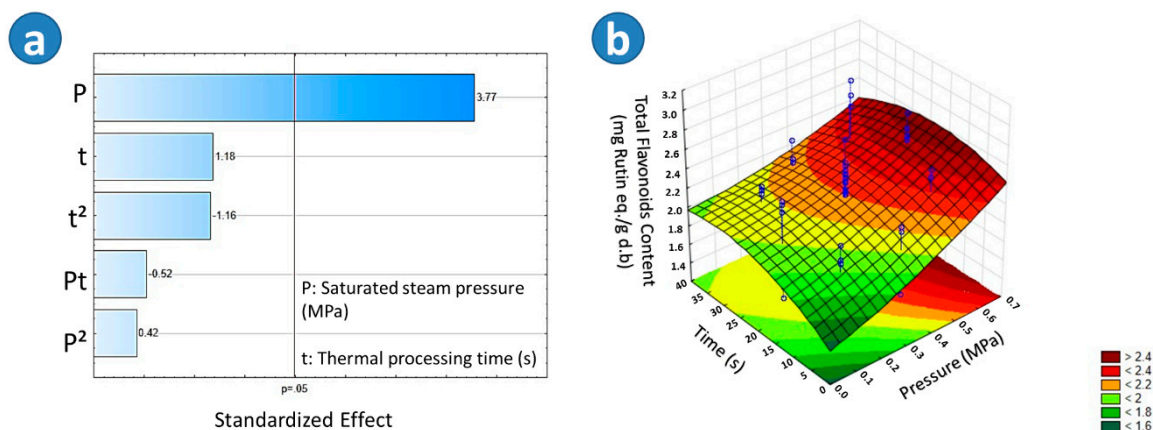 a
P
3.77
t
1.18
t²
-1.16
Pt
-0.52
P²
0.42
P: Saturated steam pressure
(MPa)
t: Thermal processing time (s)
p=.05
Standardized Effect
b
Total Flavonoids Content
(mg Rutin eq./g d.b)
3.2
3.0
2.8
2.6
2.4
2.2
2.0
1.8
1.6
1.4
40
35
30
25
20
15
10
5
0
Time (s)
0.0
0.1
0.2
0.3
0.4
0.5
0.6
0.7
Pressure (MPa)
> 2.4
< 2.4
< 2.2
< 2
< 1.8
< 1.6